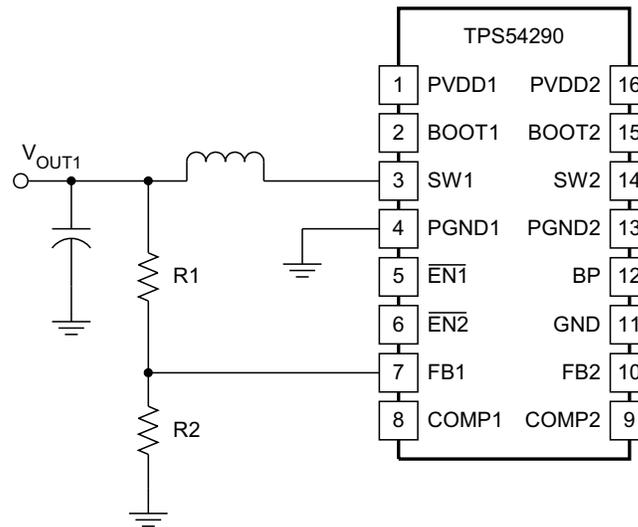 TPS54290
1 PVDD1 PVDD2 16
2 BOOT1 BOOT2 15
VOUT1
3 SW1 SW2 14
4 PGND1 PGND2 13
R1
5 EN1 BP 12
6 EN2 GND 11
7 FB1 FB2 10
R2
8 COMP1 COMP2 9